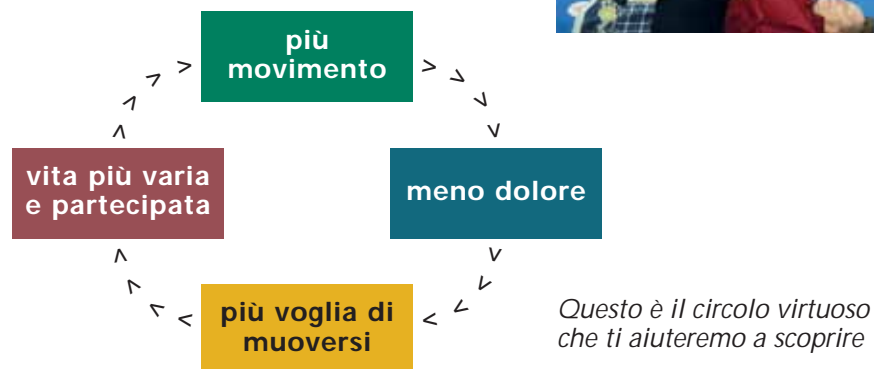 più
movimento
meno dolore
più voglia di
muoversi
vita più varia
e partecipata
Questo è il circolo virtuoso
che ti aiuteremo a scoprire